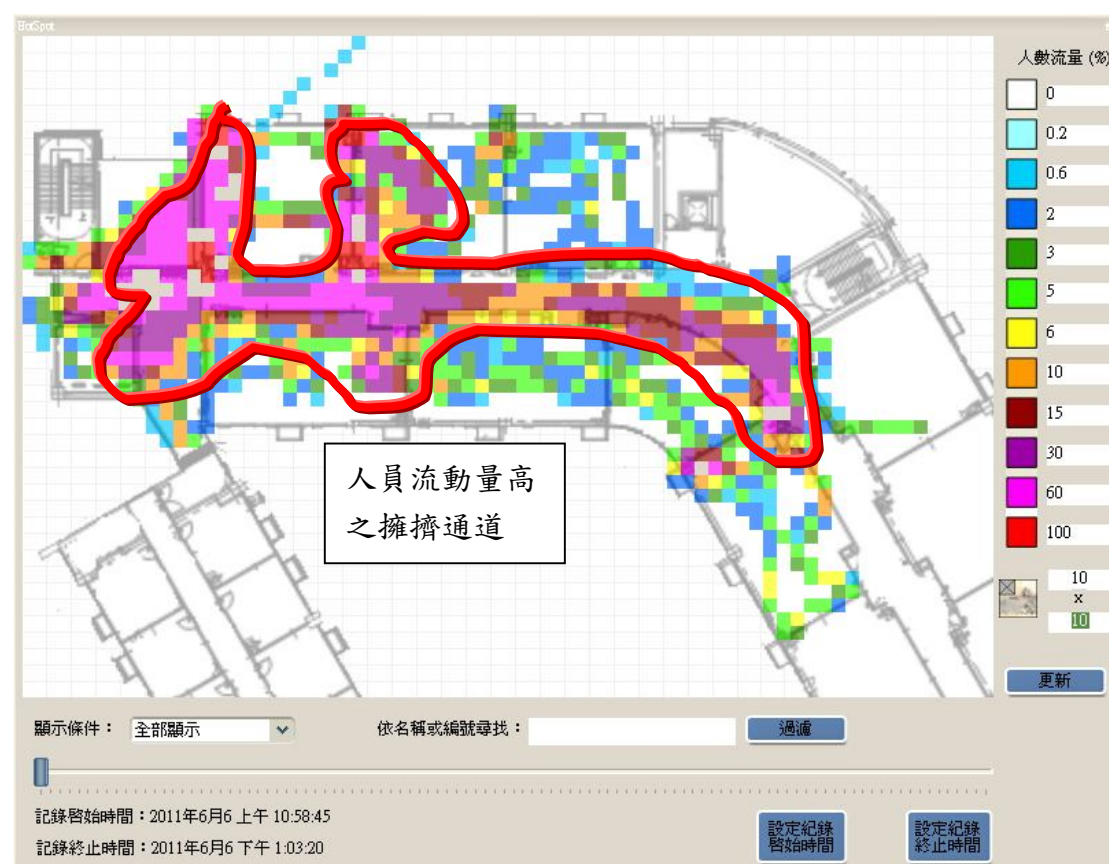 HotSpot
人數流量 (%)
0
0.2
0.6
2
3
5
6
10
15
30
60
100
10
x
10
更新
人員流動量高
之擁擠通道
顯示條件：
全部顯示
依名稱或編號尋找：
過濾
記錄啓始時間：2011年6月6 上午 10:58:45
記錄終止時間：2011年6月6 下午 1:03:20
設定紀錄
啓始時間
設定紀錄
終止時間